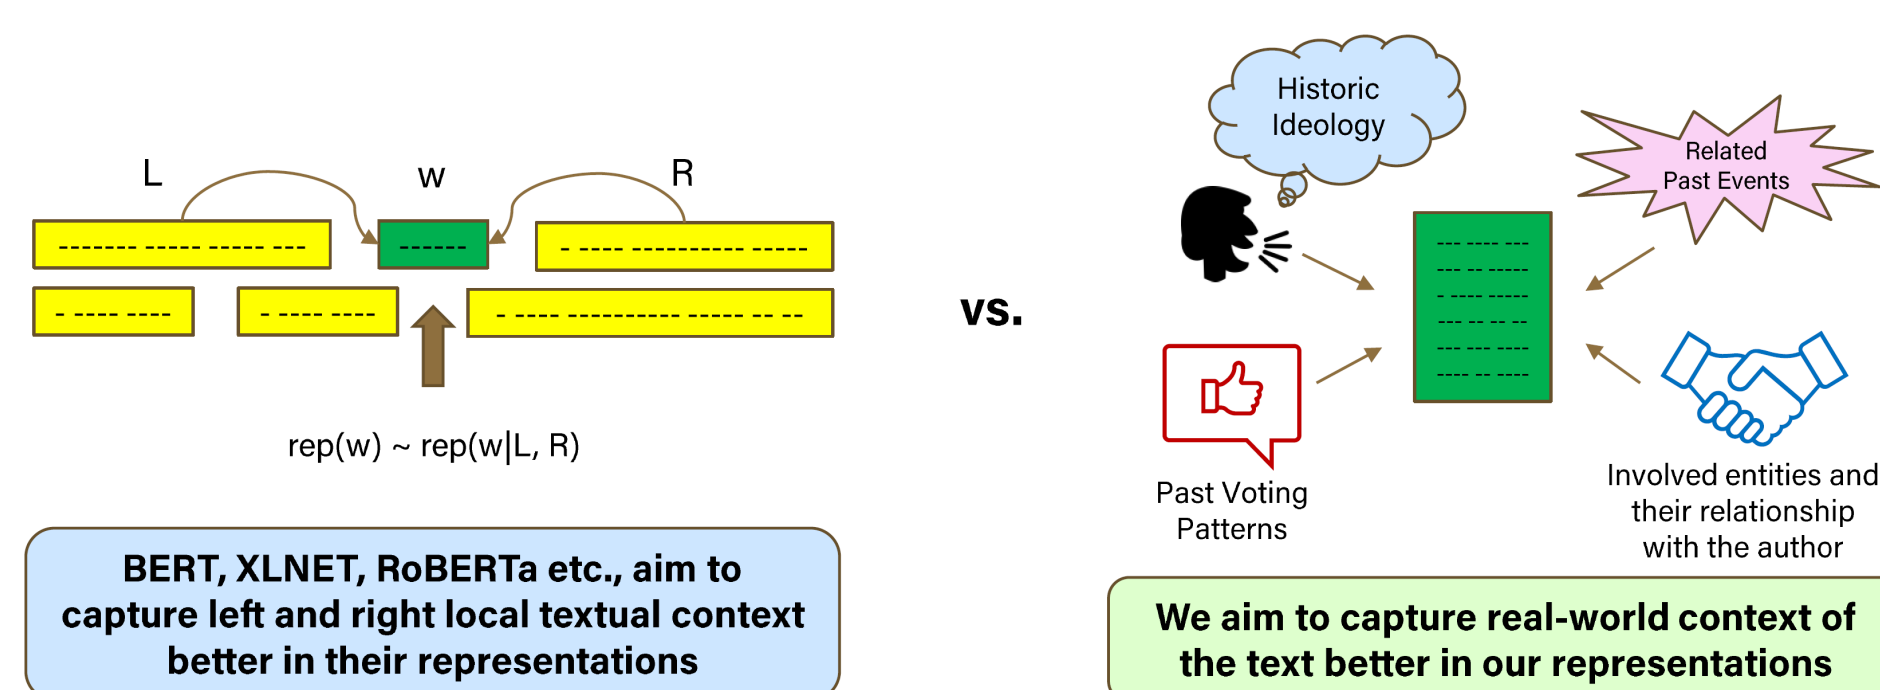 L
w
R
------- ----- ----- ---
------
- ---- ---------- -----
- ---- ----
- ---- ----
- ---- ---------- ----- -- --
rep(w) ~ rep(w|L, R)
BERT, XLNET, RoBERTa etc., aim to
capture left and right local textual context
better in their representations
vs.
Historic
Ideology
Related
Past Events
--- ---- ---
--- -- -----
- ---- -----
--- -- -- --
---- -- ----
---- -- ----
Past Voting
Patterns
Involved entities and
their relationship
with the author
We aim to capture real-world context of
the text better in our representations